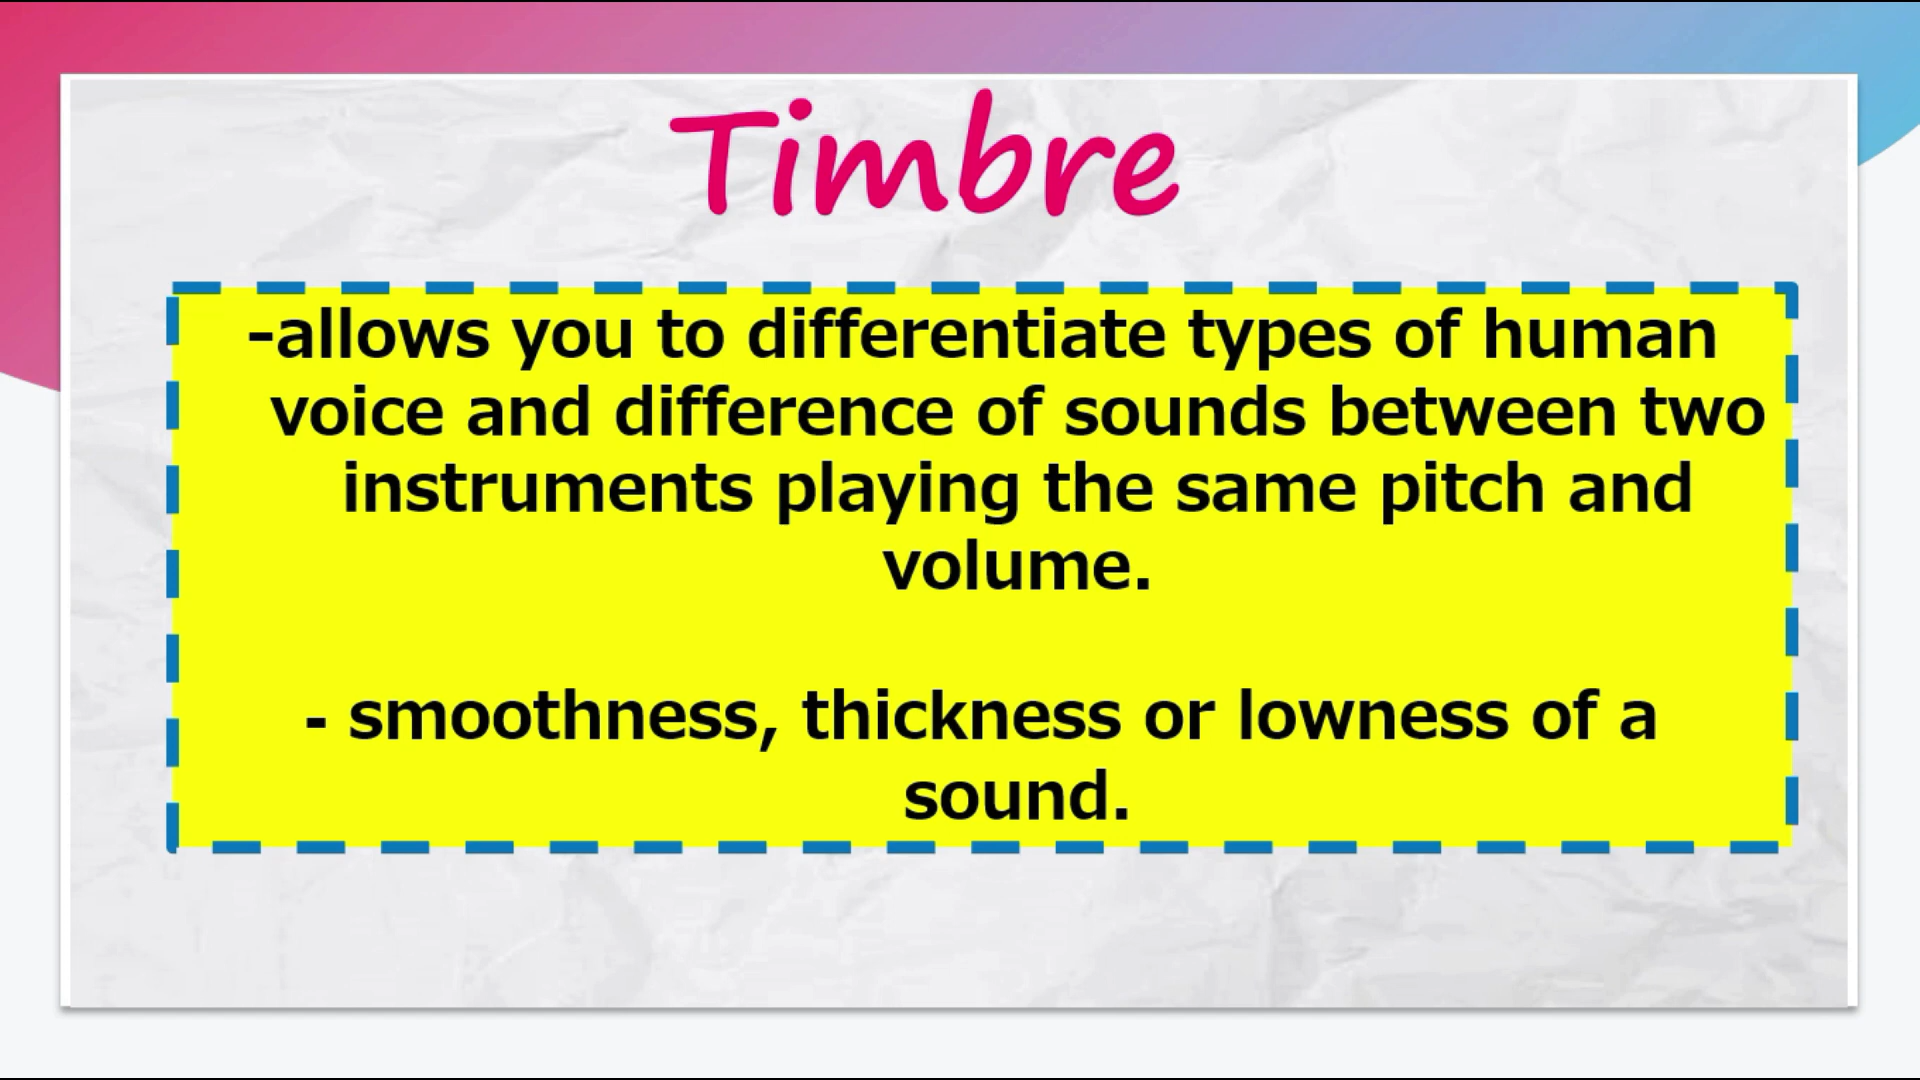 Timbre
-allows you to differentiate types of human
voice and difference of sounds between two
instruments playing the same pitch and
volume.
- smoothness, thickness or lowness of a
sound.